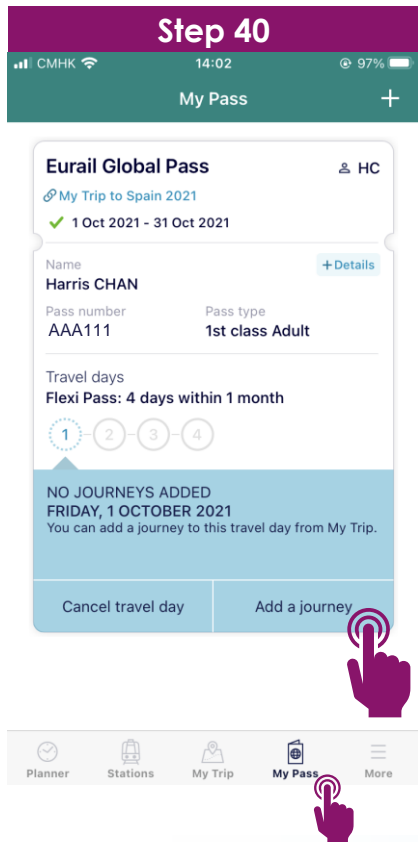 Step 40
CMHK 14:02 97%
My Pass +
Eurail Global Pass HC
My Trip to Spain 2021
1 Oct 2021 - 31 Oct 2021
Name +Details
Harris CHAN
Pass number Pass type
AAA111 1st class Adult
Travel days
Flexi Pass: 4 days within 1 month
1 2 3 4
NO JOURNEYS ADDED
FRIDAY, 1 OCTOBER 2021
You can add a journey to this travel day from My Trip.
Cancel travel day Add a journey
Planner Stations My Trip My Pass More